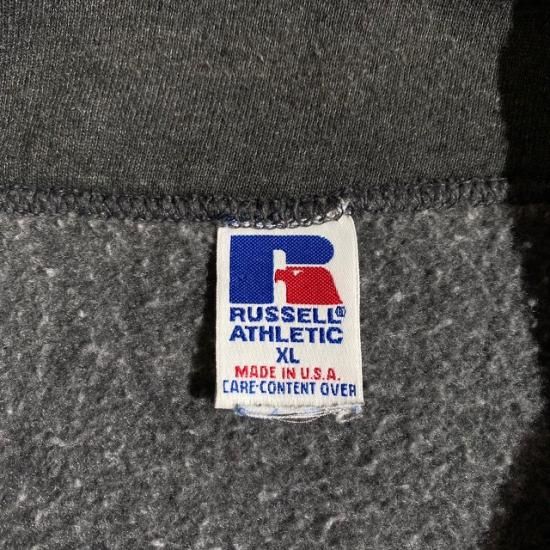 R
RUSSELL®
ATHLETIC
XL
MADE IN U.S.A.
CARE-CONTENT OVER